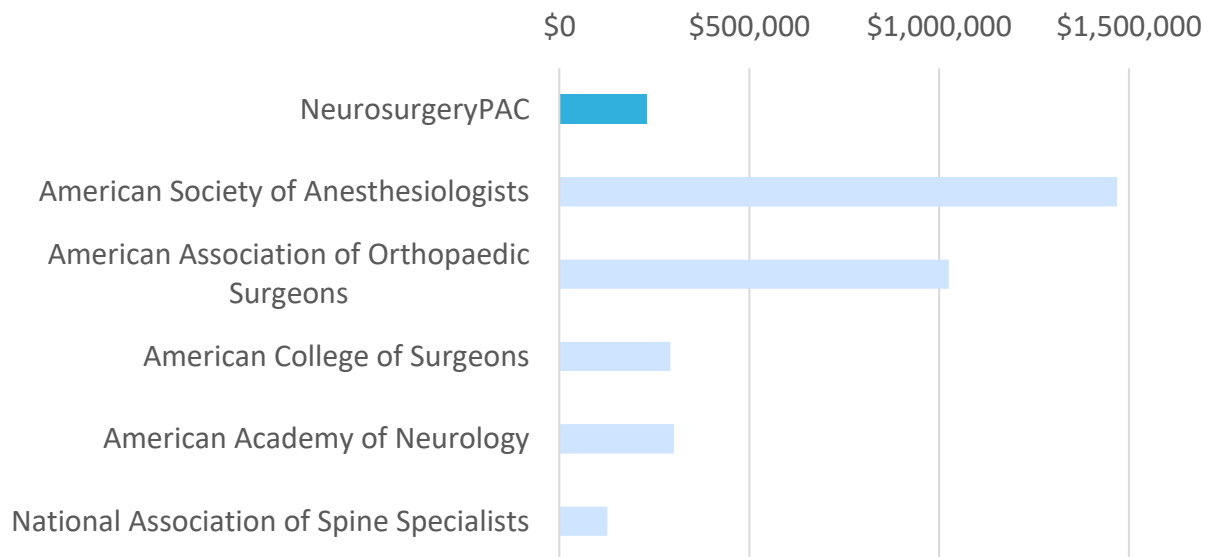 $0 $500,000 $1,000,000 $1,500,000
NeurosurgeryPAC
American Society of Anesthesiologists
American Association of Orthopaedic
Surgeons
American College of Surgeons
American Academy of Neurology
National Association of Spine Specialists